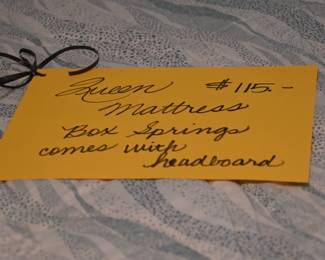 Queen $115.-
Mattress
Box Springs
comes with
headboard